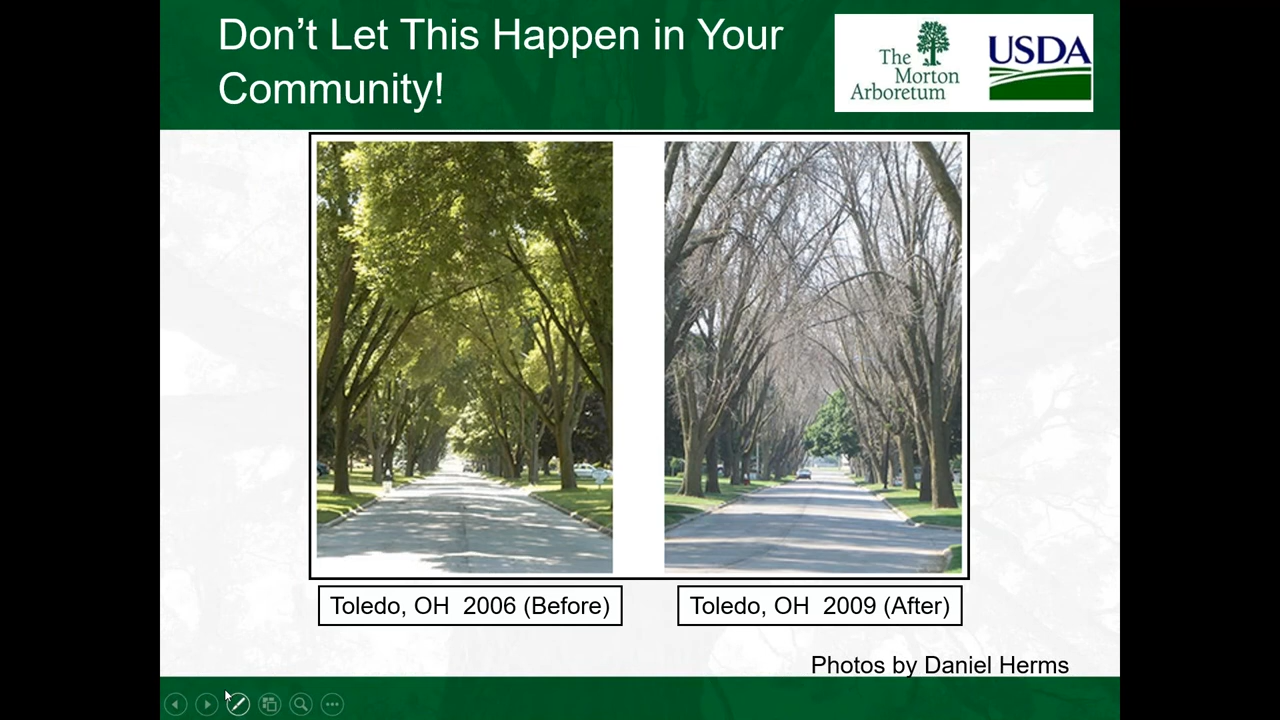 Don’t Let This Happen in Your
Community!
The
Morton
Arboretum
USDA
Toledo, OH  2006 (Before)
Toledo, OH  2009 (After)
Photos by Daniel Herms